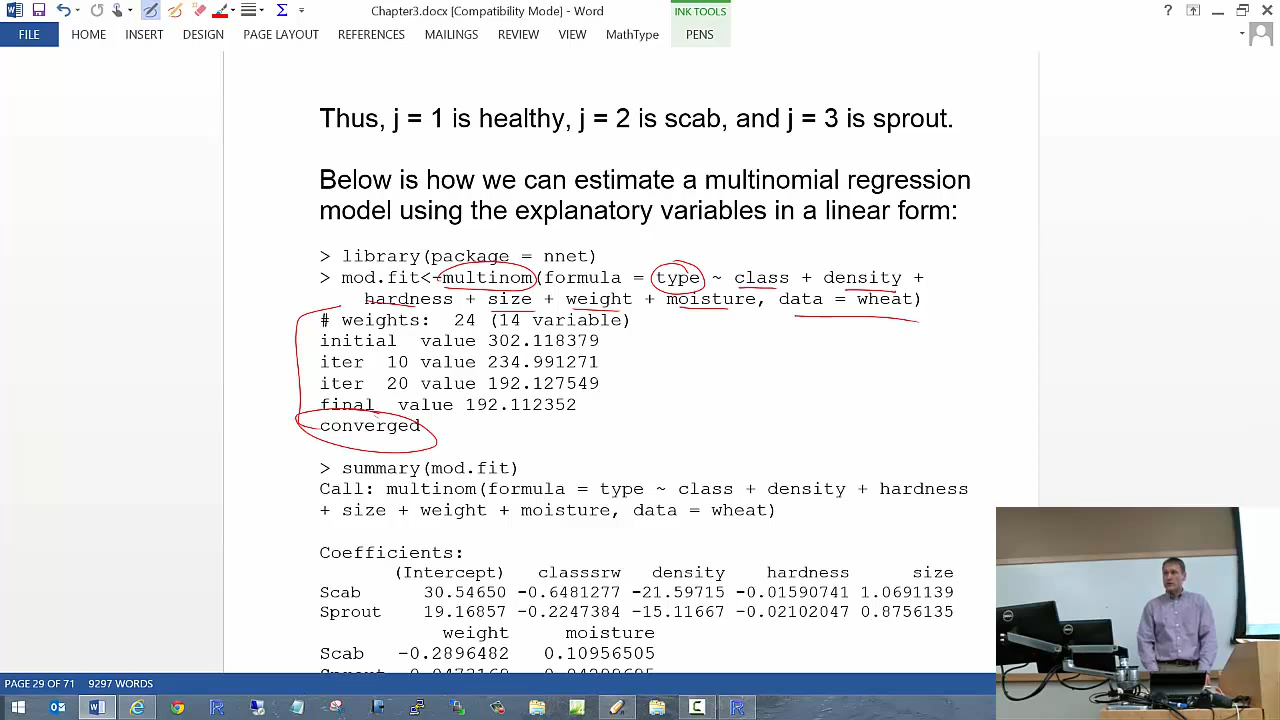 Chapter3.docx [Compatibility Mode] - Word
INK TOOLS
FILE HOME INSERT DESIGN PAGE LAYOUT REFERENCES MAILINGS REVIEW VIEW MathType PENS
Thus, j = 1 is healthy, j = 2 is scab, and j = 3 is sprout.
Below is how we can estimate a multinomial regression
model using the explanatory variables in a linear form:
> library(package = nnet)
> mod.fit<-multinom(formula = type ~ class + density +
hardness + size + weight + moisture, data = wheat)
# weights: 24 (14 variable)
initial value 302.118379
iter 10 value 234.991271
iter 20 value 192.127549
final value 192.112352
converged
> summary(mod.fit)
Call: multinom(formula = type ~ class + density + hardness
+ size + weight + moisture, data = wheat)
Coefficients:
(Intercept) classsrw density hardness size
Scab 30.54650 -0.6481277 -21.59715 -0.01590741 1.0691139
Sprout 19.16857 -0.2247384 -15.11667 -0.02102047 0.8756135
weight moisture
Scab -0.2896482 0.10956505
PAGE 29 OF 71 9297 WORDS